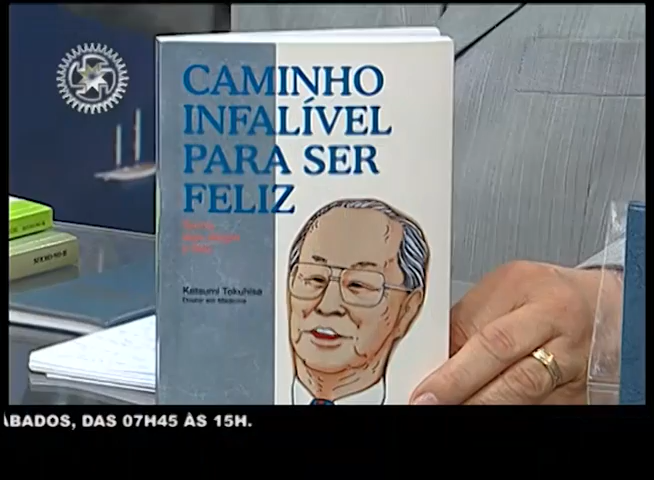 CAMINHO
INFALÍVEL
PARA SER
FELIZ
Katsumi Tokuhisa
Doutor em Medicina
ÁBADOS, DAS 07H45 ÀS 15H.